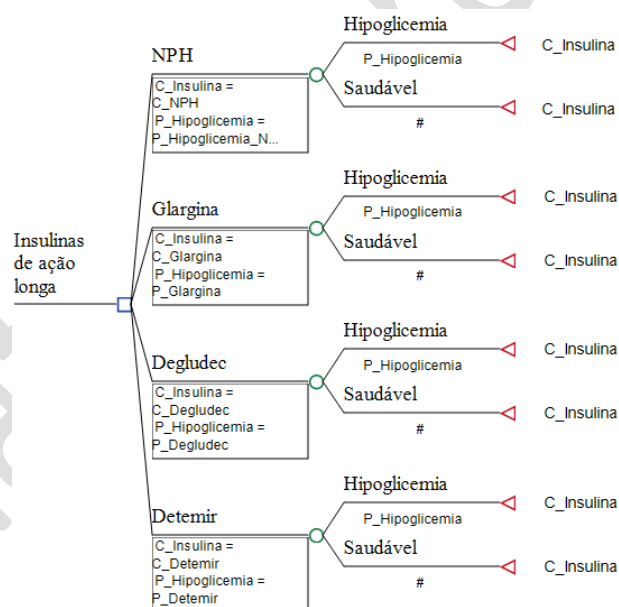 Hipoglicemia
C_Insulina
NPH
P_Hipoglicemia
C_Insulina =
C_NPH
P_Hipoglicemia =
P_Hipoglicemia_N...
Saudável
C_Insulina
#
Hipoglicemia
C_Insulina
Glargina
P_Hipoglicemia
C_Insulina =
C_Glargina
P_Hipoglicemia =
P_Glargina
Saudável
C_Insulina
#
Insulinas
de ação
longa
Hipoglicemia
C_Insulina
Degludec
P_Hipoglicemia
C_Insulina =
C_Degludec
P_Hipoglicemia =
P_Degludec
Saudável
C_Insulina
#
Hipoglicemia
C_Insulina
Detemir
P_Hipoglicemia
C_Insulina =
C_Detemir
P_Hipoglicemia =
P_Detemir
Saudável
C_Insulina
#